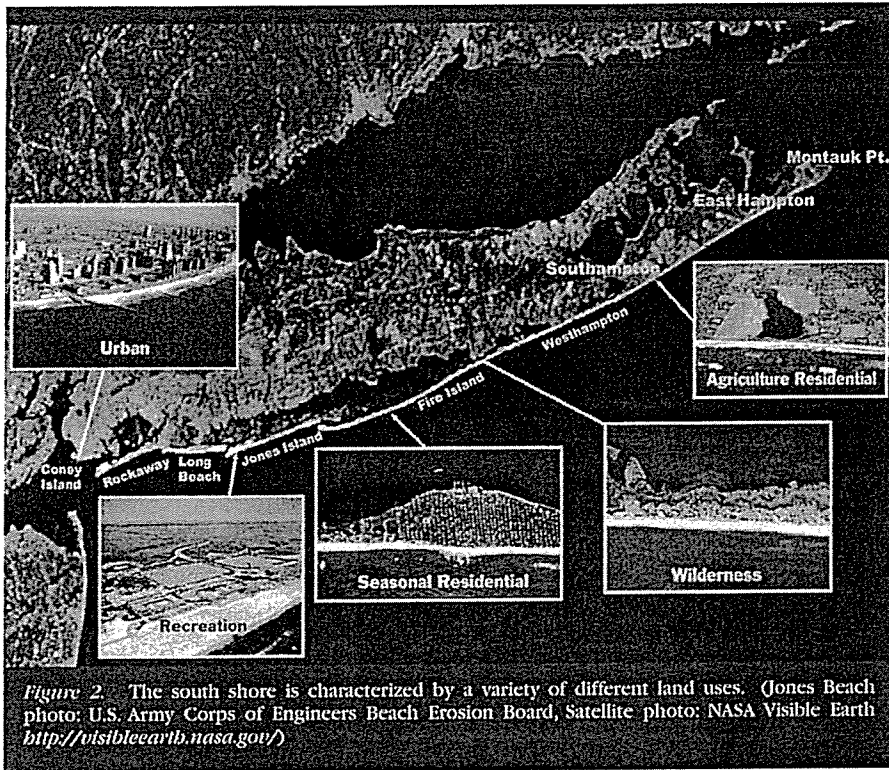 Montauk Pt.
East Hampton
Southampton
Westhampton
Urban
Agriculture Residential
Fire Island
Jones Island
Long
Beach
Rockaway
Coney
Island
Seasonal Residential
Wilderness
Recreation
Figure 2. The south shore is characterized by a variety of different land uses. (Jones Beach
photo: U.S. Army Corps of Engineers Beach Erosion Board, Satellite photo: NASA Visible Earth
http://visibleearth.nasa.gov/)